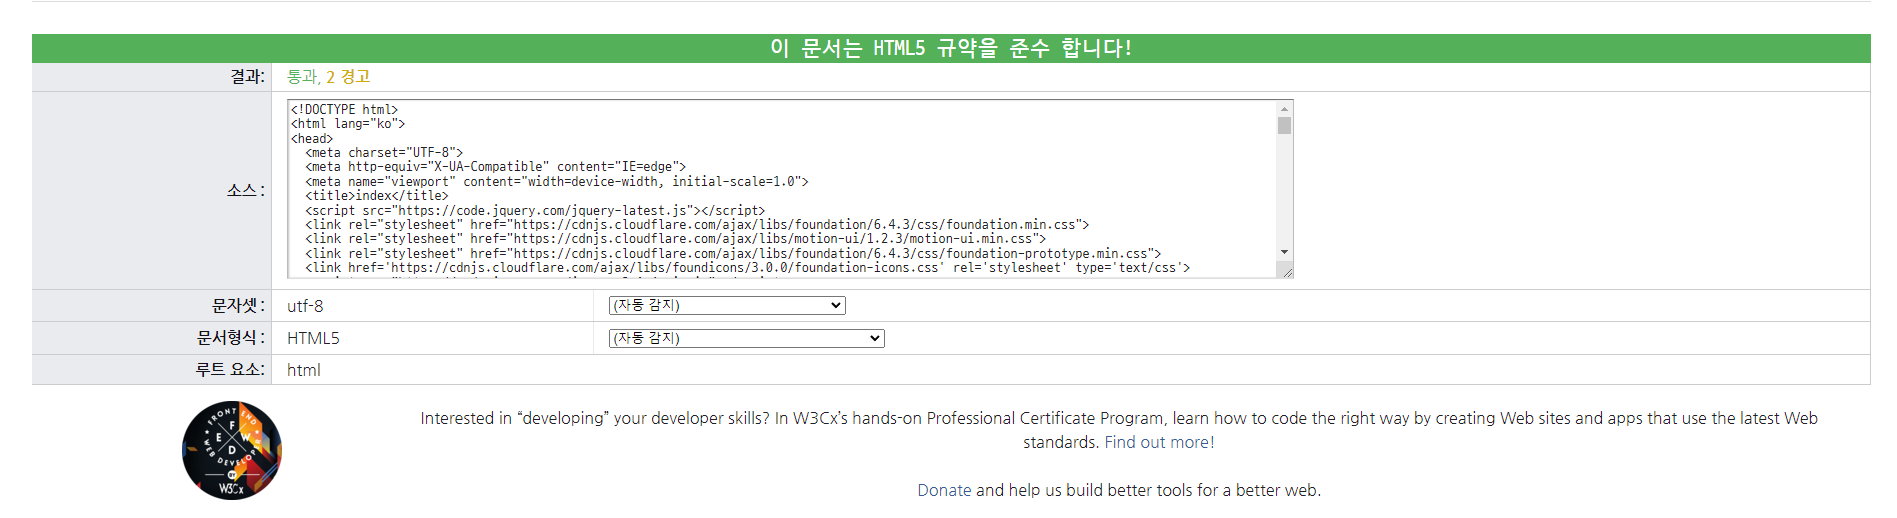 이 문서는 HTML5 규약을 준수 합니다!
결과: 통과, 2 경고
소스 :
<!DOCTYPE html>
<html lang="ko">
<head>
<meta charset="UTF-8">
<meta http-equiv="X-UA-Compatible" content="IE=edge">
<meta name="viewport" content="width=device-width, initial-scale=1.0">
<title>index</title>
<script src="https://code.jquery.com/jquery-latest.js"></script>
<link rel="stylesheet" href="https://cdnjs.cloudflare.com/ajax/libs/foundation/6.4.3/css/foundation.min.css">
<link rel="stylesheet" href="https://cdnjs.cloudflare.com/ajax/libs/motion-ui/1.2.3/motion-ui.min.css">
<link rel="stylesheet" href="https://cdnjs.cloudflare.com/ajax/libs/foundation/6.4.3/css/foundation-prototype.min.css">
<link href='https://cdnjs.cloudflare.com/ajax/libs/foundicons/3.0.0/foundation-icons.css' rel='stylesheet' type='text/css'>
문자셋 : utf-8 (자동 감지)
문서형식 : HTML5 (자동 감지)
루트 요소: html
FRONT END WEB DEVELOPER
F E W D
BY
W3Cx
Interested in “developing” your developer skills? In W3Cx’s hands-on Professional Certificate Program, learn how to code the right way by creating Web sites and apps that use the latest Web
standards. Find out more!
Donate and help us build better tools for a better web.